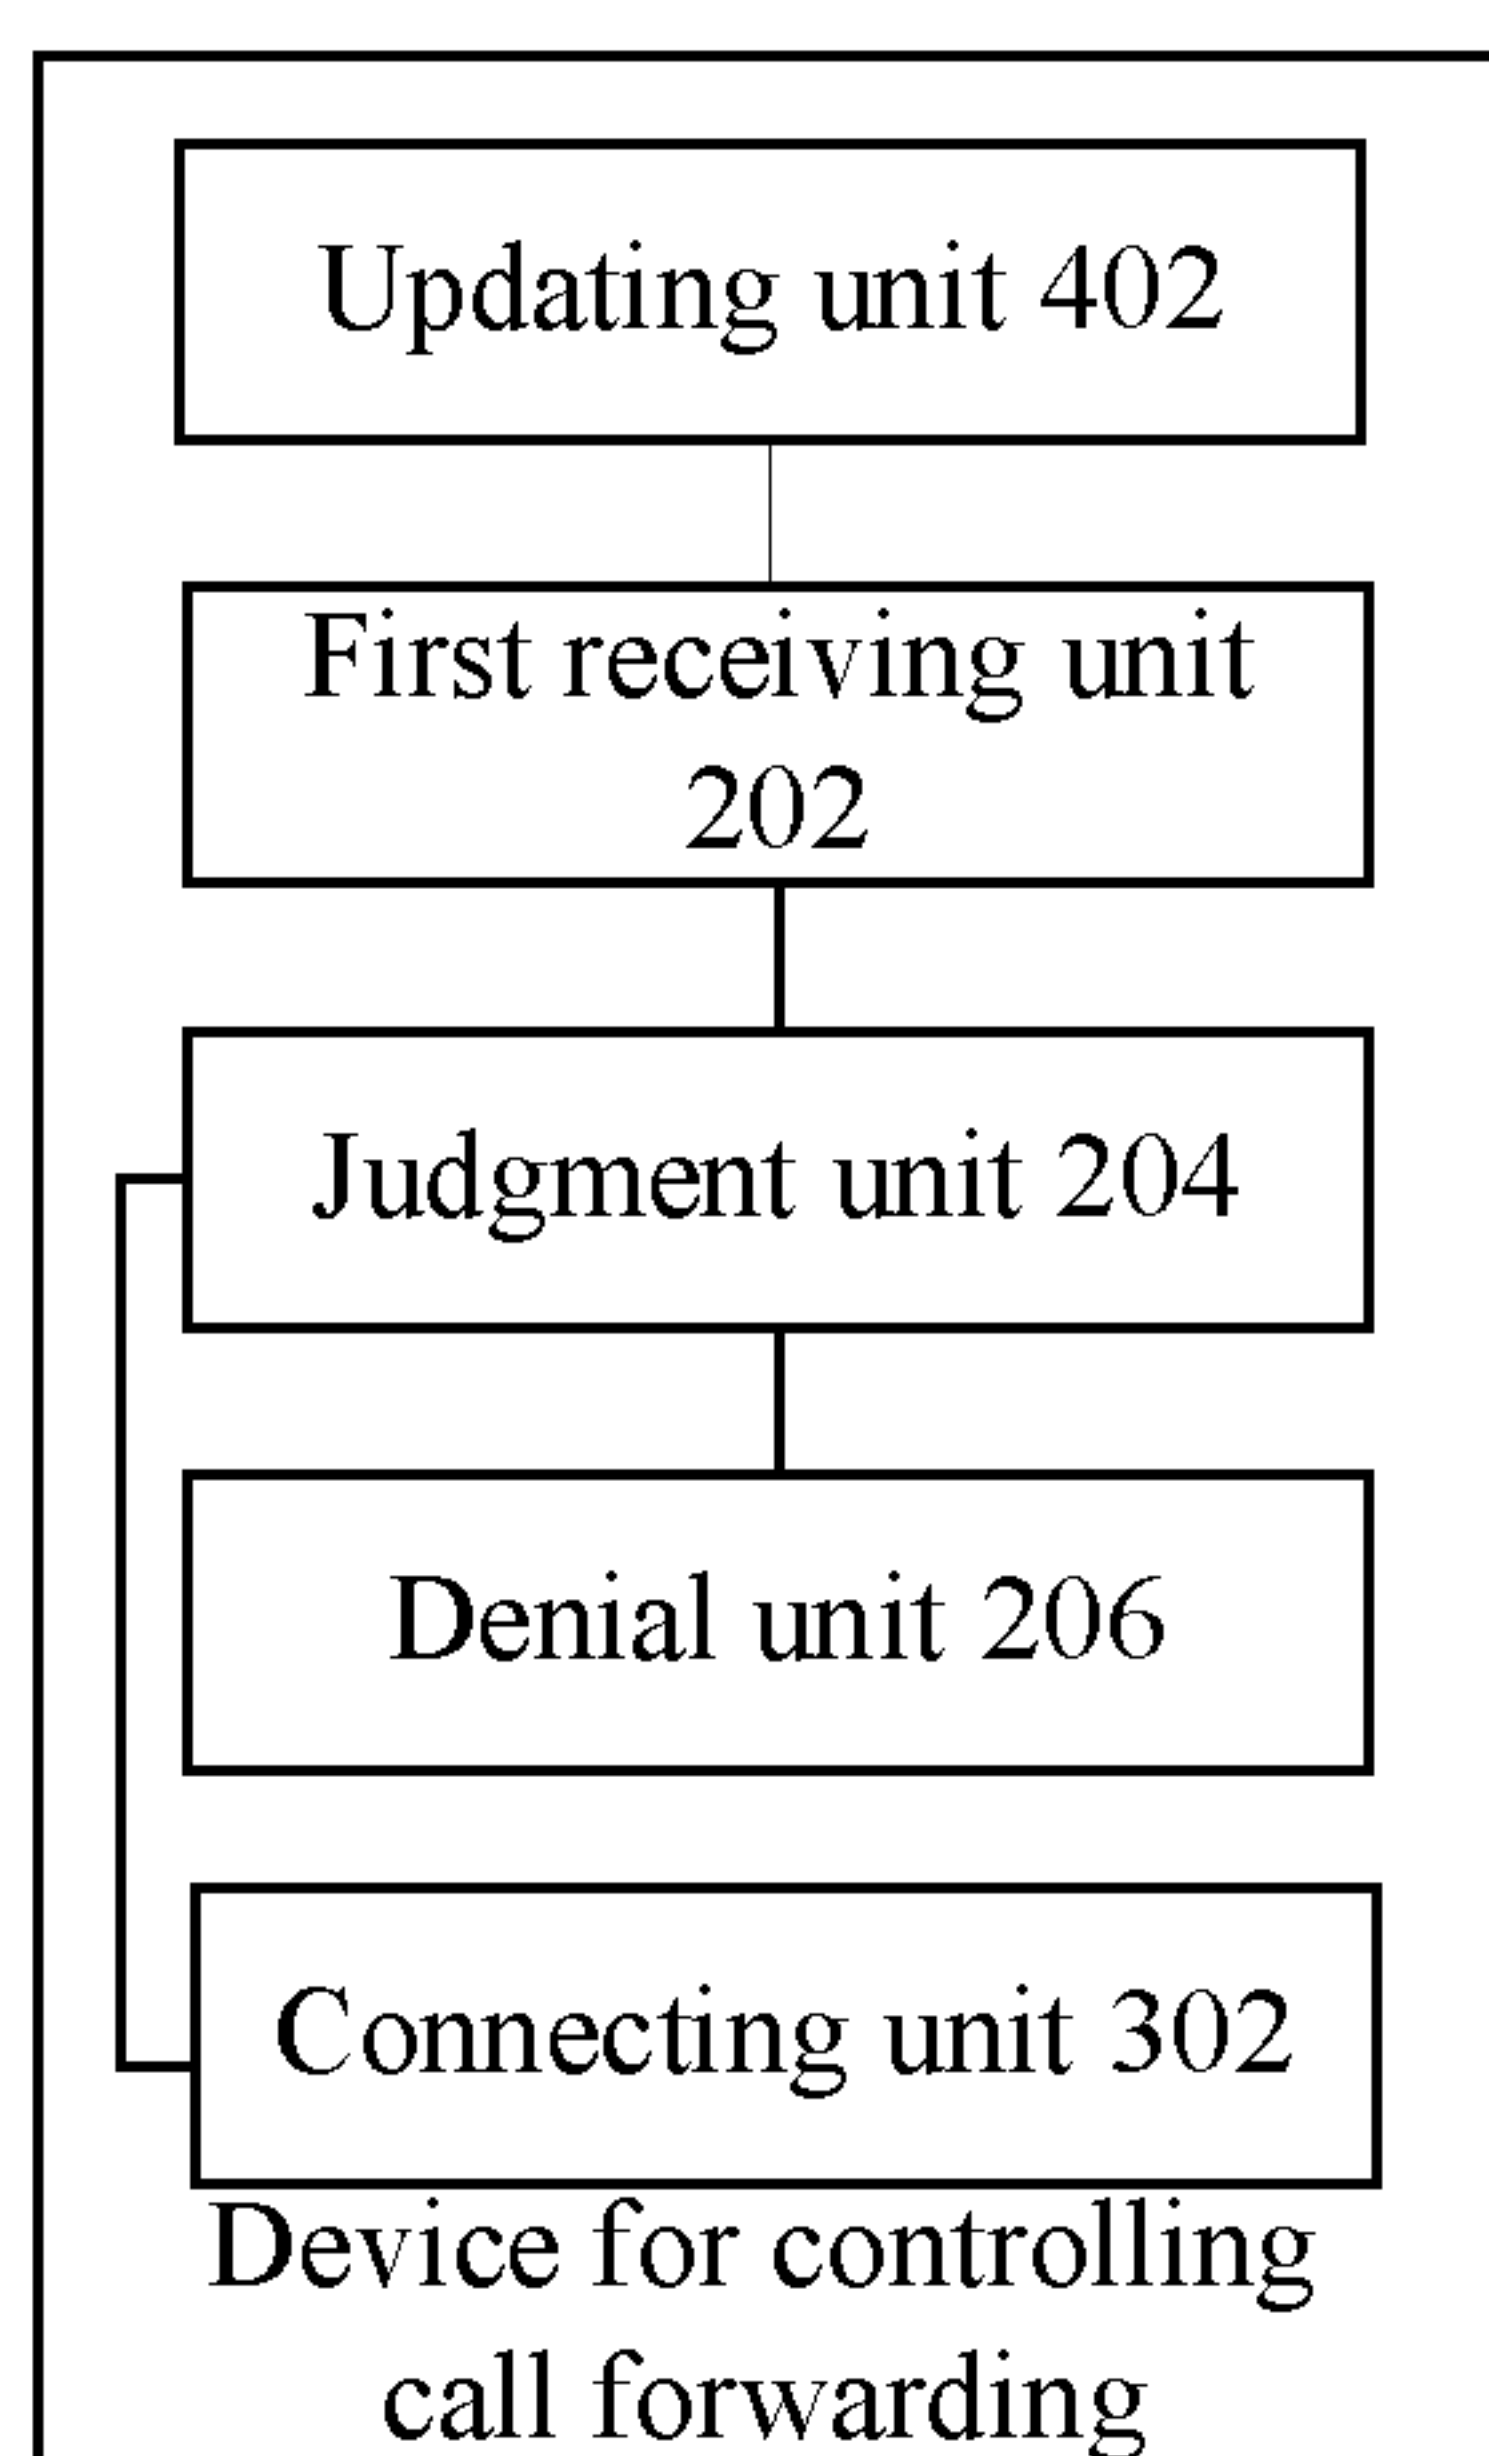 Updating unit 402
First receiving unit
202
Judgment unit 204
Denial unit 206
Connecting unit 302
Device for controlling
call forwarding